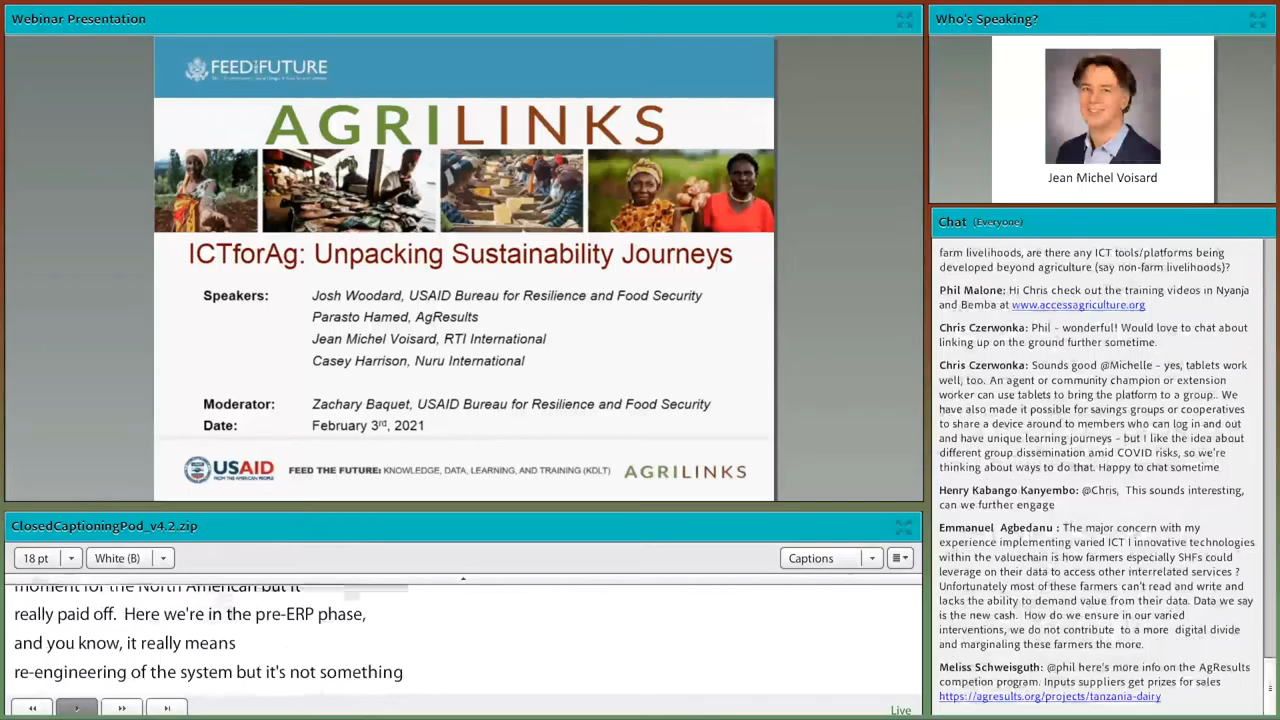 Webinar Presentation
FEED THE FUTURE
AGRILINKS
ICTforAg: Unpacking Sustainability Journeys
Speakers: Josh Woodard, USAID Bureau for Resilience and Food Security
Parasto Hamed, AgResults
Jean Michel Voisard, RTI International
Casey Harrison, Nuru International
Moderator: Zachary Baquet, USAID Bureau for Resilience and Food Security
Date: February 3rd, 2021
USAID
FROM THE AMERICAN PEOPLE
FEED THE FUTURE: KNOWLEDGE, DATA, LEARNING, AND TRAINING (KDLT)
AGRILINKS
ClosedCaptioningPod_v4.2.zip
18 pt
White (B)
Captions
moment for the North American but it
really paid off. Here we're in the pre-ERP phase,
and you know, it really means
re-engineering of the system but it's not something
Live
Who's Speaking?
Jean Michel Voisard
Chat (Everyone)
farm livelihoods, are there any ICT tools/platforms being
developed beyond agriculture (say non-farm livelihoods)?
Phil Malone: Hi Chris check out the training videos in Nyanja
and Bemba at www.accessagriculture.org
Chris Czerwonka: Phil - wonderful! Would love to chat about
linking up on the ground further sometime.
Chris Czerwonka: Sounds good @Michelle - yes, tablets work
well, too. An agent or community champion or extension
worker can use tablets to bring the platform to a group.. We
have also made it possible for savings groups or cooperatives
to share a device around to members who can log in and out
and have unique learning journeys - but I like the idea about
different group dissemination amid COVID risks, so we're
thinking about ways to do that. Happy to chat sometime
Henry Kabango Kanyembo: @Chris, This sounds interesting,
can we further engage
Emmanuel Agbedanu : The major concern with my
experience implementing varied ICT I innovative technologies
within the valuechain is how farmers especially SHFs could
leverage on their data to access other interrelated services ?
Unfortunately most of these farmers can't read and write and
lacks the ability to demand value from their data. Data we say
is the new cash. How do we ensure in our varied
interventions, we do not contribute to a more digital divide
and marginaling these farmers the more.
Meliss Schweisguth: @phil here's more info on the AgResults
competion program. Inputs suppliers get prizes for sales
https://agresults.org/projects/tanzania-dairy